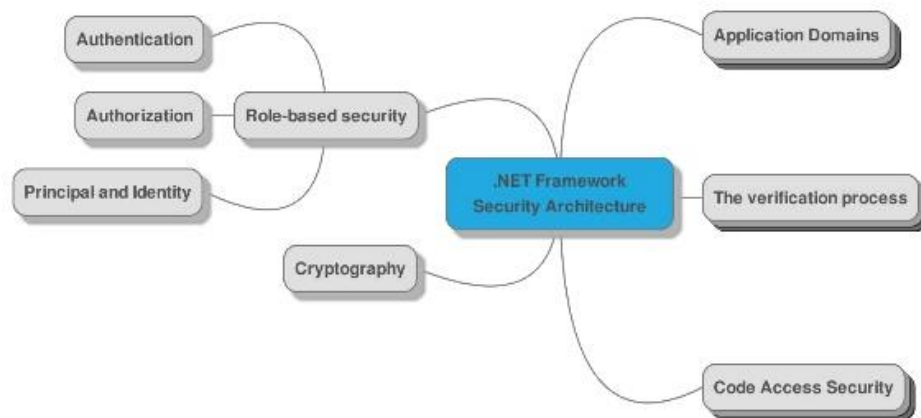 Authentication
Application Domains
Authorization
Role-based security
.NET Framework
Security Architecture
Principal and Identity
The verification process
Cryptography
Code Access Security